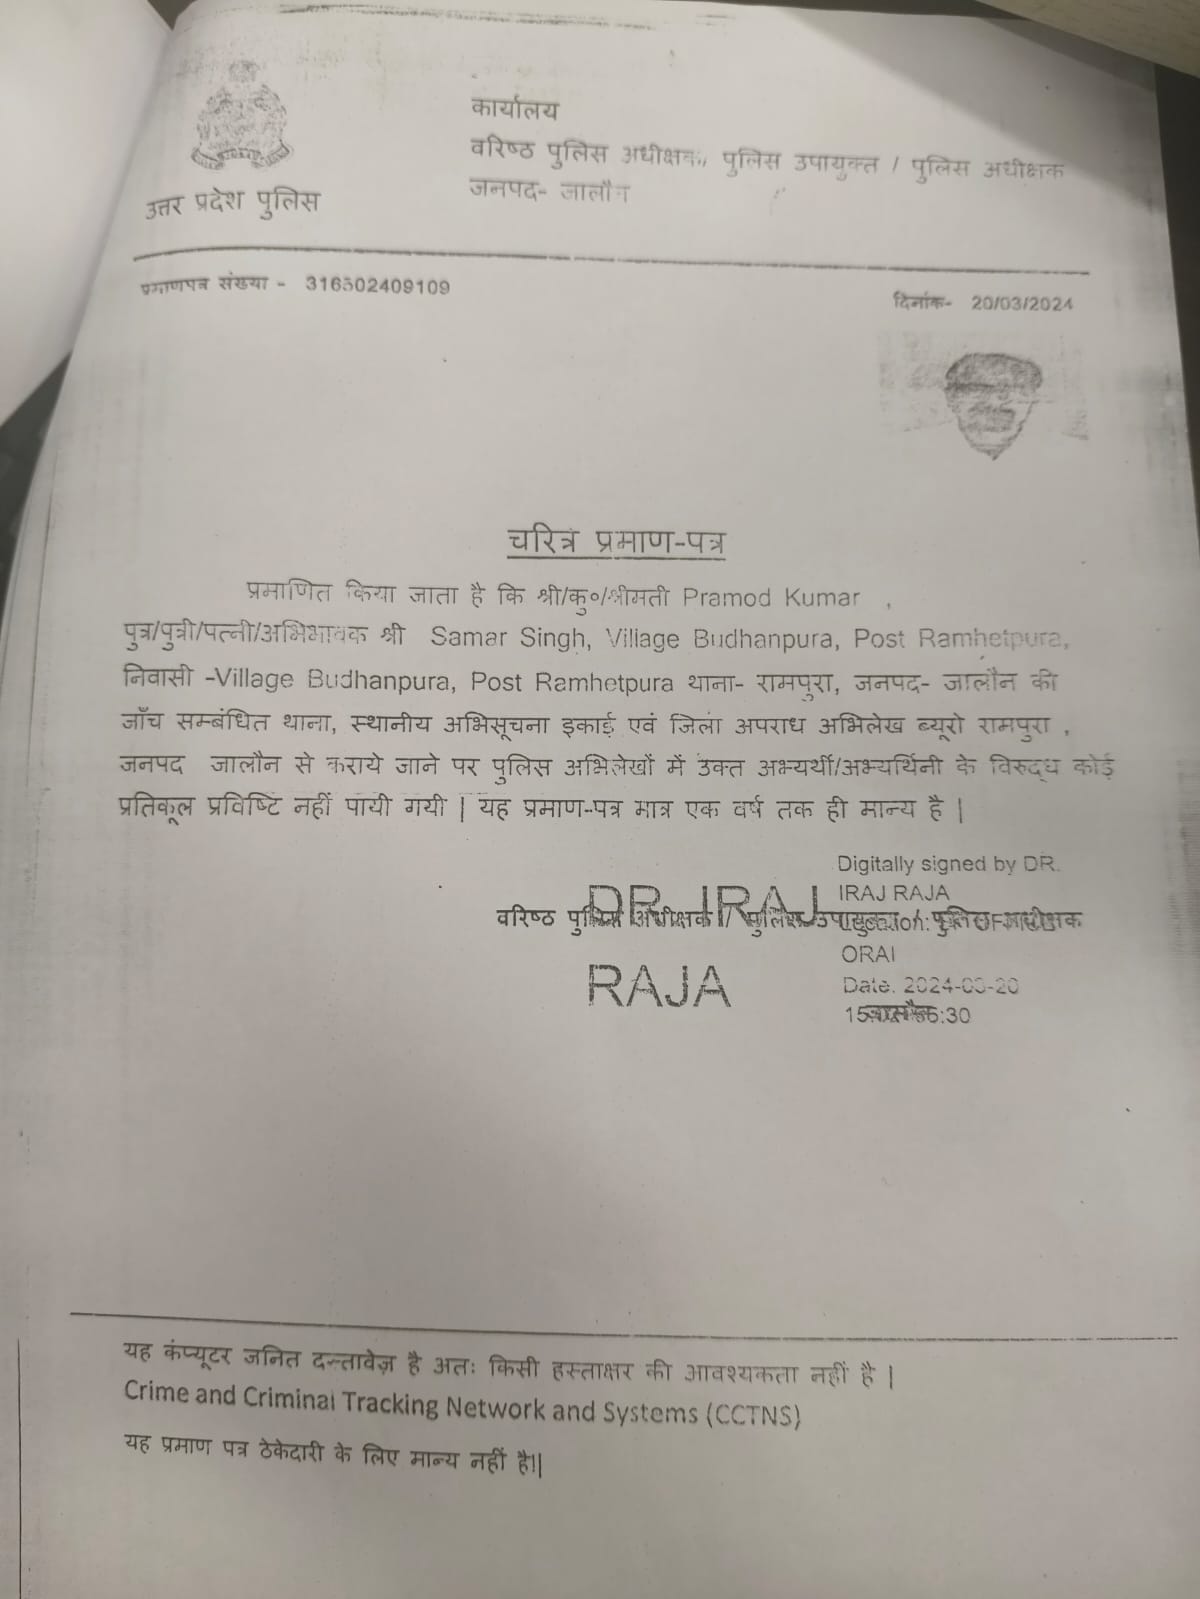 कार्यालय
वरिष्ठ पुलिस अधीक्षक, पुलिस उपायुक्त / पुलिस अधीक्षक
जनपद- जालौन
उत्तर प्रदेश पुलिस
प्रमाणपत्र संख्या - 316502409109
दिनांक- 20/03/2024
चरित्र प्रमाण-पत्र
प्रमाणित किया जाता है कि श्री/कु०/श्रीमती Pramod Kumar ,
पुत्र/पुत्री/पत्नी/अभिभावक श्री Samar Singh, Village Budhanpura, Post Ramhetpura,
निवासी -Village Budhanpura, Post Ramhetpura थाना- रामपुरा, जनपद- जालौन की
जाँच सम्बंधित थाना, स्थानीय अभिसूचना इकाई एवं जिला अपराध अभिलेख ब्यूरो रामपुरा ,
जनपद जालौन से कराये जाने पर पुलिस अभिलेखों में उक्त अभ्यर्थी/अभ्यर्थिनी के विरुद्ध कोई
प्रतिकूल प्रविष्टि नहीं पायी गयी | यह प्रमाण-पत्र मात्र एक वर्ष तक ही मान्य है |
Digitally signed by DR.
DR IRAJ IRAJ RAJA
वरिष्ठ पुलिस अधीक्षक / पुलिस उपायुक्त / पुलिस अधीक्षक
ORAI
RAJA Date: 2024-03-20
जालौन
यह कंप्यूटर जनित दस्तावेज़ है अतः किसी हस्ताक्षर की आवश्यकता नहीं है |
Crime and Criminal Tracking Network and Systems (CCTNS)
यह प्रमाण पत्र ठेकेदारी के लिए मान्य नहीं है||